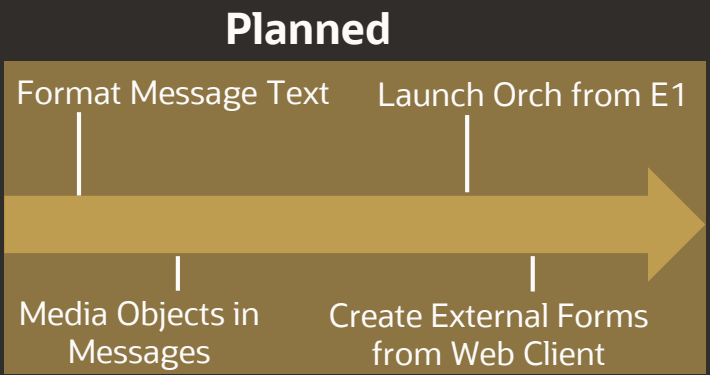 Planned
Format Message Text
Launch Orch from E1
Media Objects in
Messages
Create External Forms
from Web Client